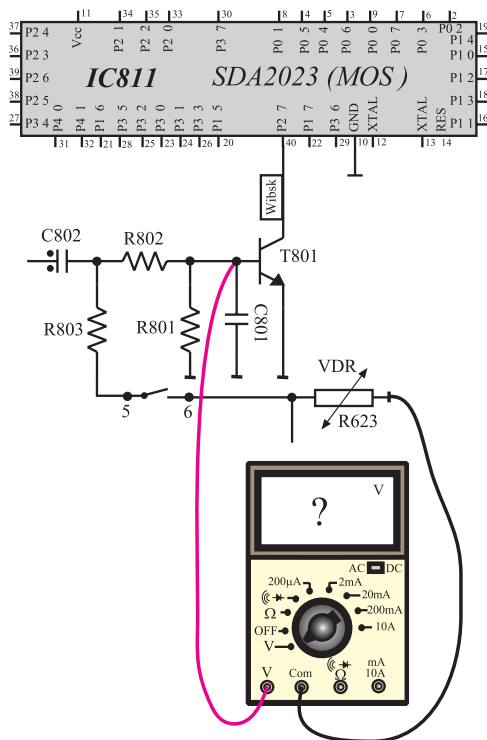 11 34 35 33 30 8 4 5 3 9 7 6 2
37 P2 4 Vcc P2 1 P2 2 P2 0 P3 7 P0 1 P0 5 P0 4 P0 6 P0 0 P0 7 P0 3 P0 2 P1 4 19
36 P2 3 P1 0 15
39 P2 6 IC811 SDA2023 (MOS) P1 2 17
38 P2 5 P1 3 18
27 P3 4 P4 0 P4 1 P1 6 P3 5 P3 2 P3 0 P3 1 P3 3 P1 5 P2 7 P1 7 P3 6 GND XTAL XTAL RES P1 1 16
31 32 21 28 25 23 24 26 20 40 22 29 10 12 13 14
Wibsk
C802
R802
T801
R803
R801
C801
VDR
5
6
R623
V
?
AC DC
200µA
2mA
20mA
Ω
200mA
OFF
10A
V
V
Com
Ω
mA
10A